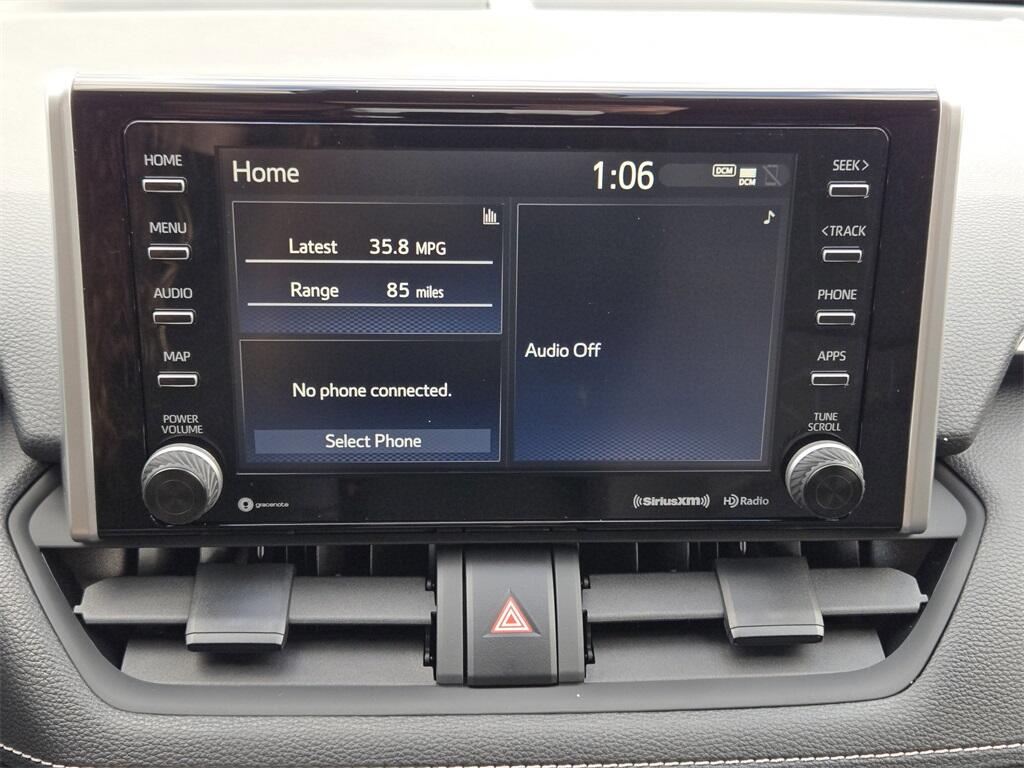 HOME
MENU
AUDIO
MAP
POWER
VOLUME
Home 1:06 DCM DCM
Latest 35.8 MPG
Range 85 miles
No phone connected.
Select Phone
Audio Off
SEEK>
<TRACK
PHONE
APPS
TUNE
SCROLL
gracenote
((SiriusXM)) HD Radio